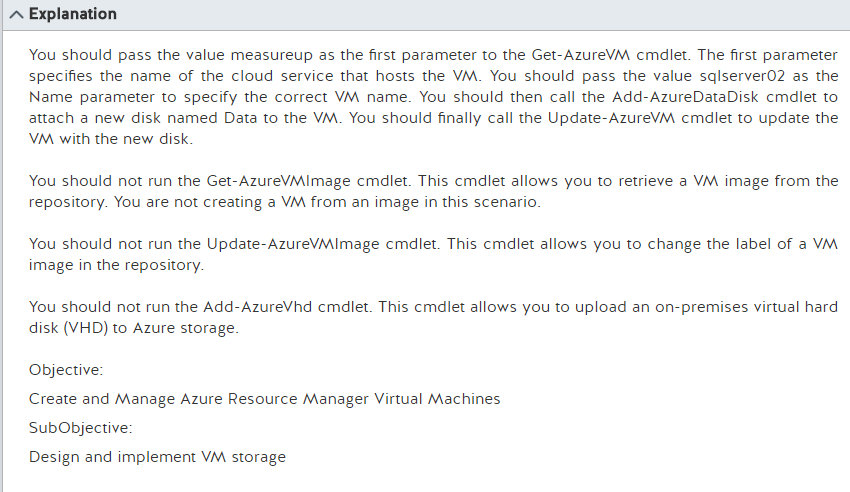 Explanation
You should pass the value measureup as the first parameter to the Get-AzureVM cmdlet. The first parameter
specifies the name of the cloud service that hosts the VM. You should pass the value sqlserver02 as the
Name parameter to specify the correct VM name. You should then call the Add-AzureDataDisk cmdlet to
attach a new disk named Data to the VM. You should finally call the Update-AzureVM cmdlet to update the
VM with the new disk.
You should not run the Get-AzureVMImage cmdlet. This cmdlet allows you to retrieve a VM image from the
repository. You are not creating a VM from an image in this scenario.
You should not run the Update-AzureVMImage cmdlet. This cmdlet allows you to change the label of a VM
image in the repository.
You should not run the Add-AzureVhd cmdlet. This cmdlet allows you to upload an on-premises virtual hard
disk (VHD) to Azure storage.
Objective:
Create and Manage Azure Resource Manager Virtual Machines
SubObjective:
Design and implement VM storage